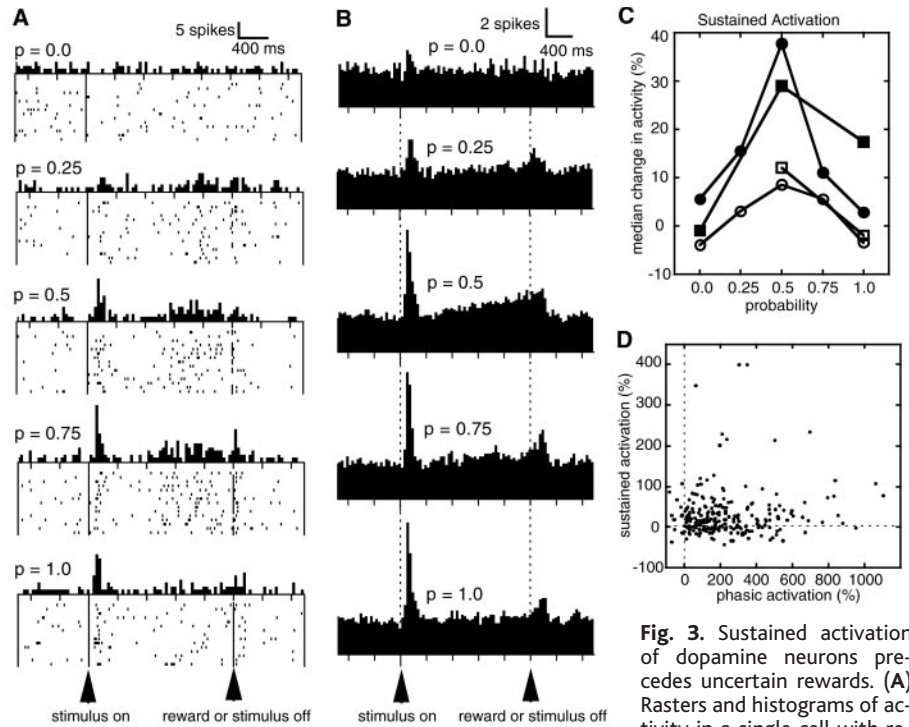 A
5 spikes
400 ms
p = 0.0
p = 0.25
p = 0.5
p = 0.75
p = 1.0
stimulus on
reward or stimulus off
B
2 spikes
400 ms
p = 0.0
p = 0.25
p = 0.5
p = 0.75
p = 1.0
stimulus on
reward or stimulus off
C
Sustained Activation
median change in activity (%)
40
30
20
10
0
-10
0.0 0.25 0.5 0.75 1.0
probability
D
sustained activation (%)
400
300
200
100
0
-100
0 200 400 600 800 1000
phasic activation (%)
Fig. 3. Sustained activation
of dopamine neurons pre-
cedes uncertain rewards. (A)
Rasters and histograms of ac-
tivity in a single cell with re-